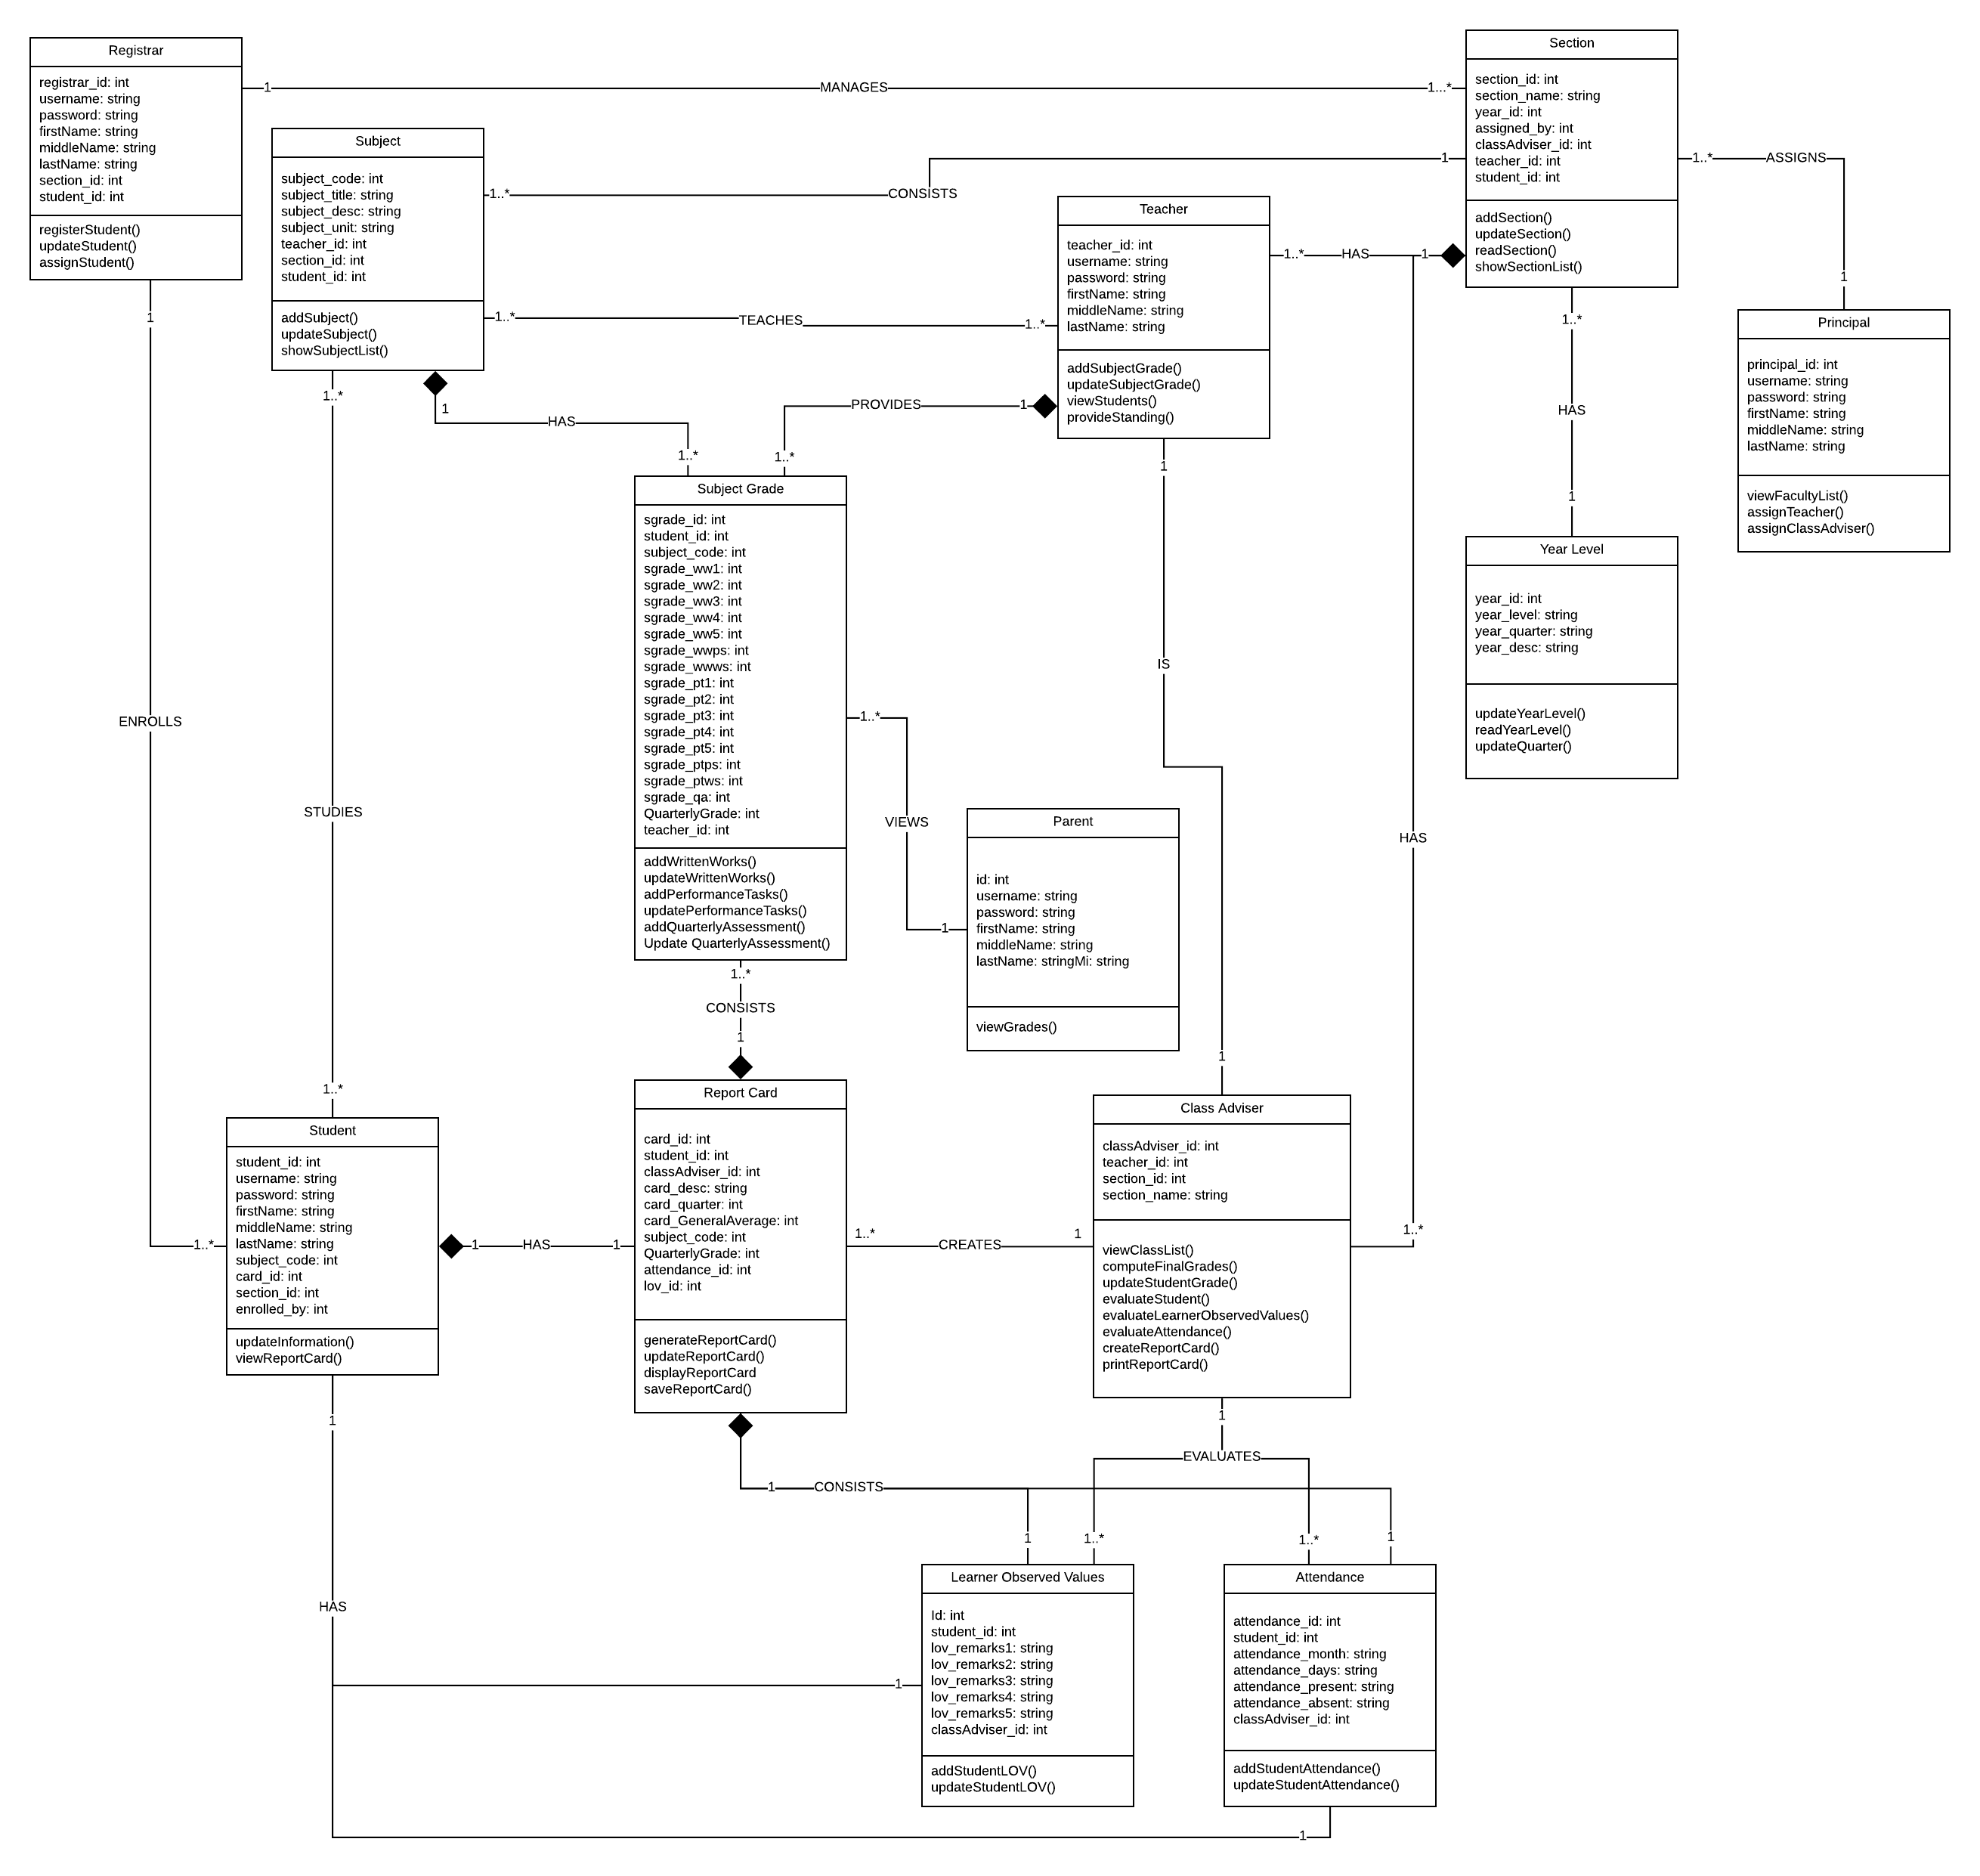 Registrar
registrar_id: int
username: string
password: string
firstName: string
middleName: string
lastName: string
section_id: int
student_id: int
registerStudent()
updateStudent()
assignStudent()
1
MANAGES
1...*
Section
section_id: int
section_name: string
year_id: int
assigned_by: int
classAdviser_id: int
teacher_id: int
student_id: int
addSection()
updateSection()
readSection()
showSectionList()
Subject
subject_code: int
subject_title: string
subject_desc: string
subject_unit: string
teacher_id: int
section_id: int
student_id: int
addSubject()
updateSubject()
showSubjectList()
1..*
CONSISTS
1
1..*
ASSIGNS
1
Teacher
teacher_id: int
username: string
password: string
firstName: string
middleName: string
lastName: string
addSubjectGrade()
updateSubjectGrade()
viewStudents()
provideStanding()
1..*
HAS
1
1..*
TEACHES
1..*
Principal
principal_id: int
username: string
password: string
firstName: string
middleName: string
lastName: string
viewFacultyList()
assignTeacher()
assignClassAdviser()
1..*
HAS
1
Year Level
year_id: int
year_level: string
year_quarter: string
year_desc: string
updateYearLevel()
readYearLevel()
updateQuarter()
1
HAS
1..*
PROVIDES
1
1..*
Subject Grade
sgrade_id: int
student_id: int
subject_code: int
sgrade_ww1: int
sgrade_ww2: int
sgrade_ww3: int
sgrade_ww4: int
sgrade_ww5: int
sgrade_wwps: int
sgrade_wwws: int
sgrade_pt1: int
sgrade_pt2: int
sgrade_pt3: int
sgrade_pt4: int
sgrade_pt5: int
sgrade_ptps: int
sgrade_ptws: int
sgrade_qa: int
QuarterlyGrade: int
teacher_id: int
addWrittenWorks()
updateWrittenWorks()
addPerformanceTasks()
updatePerformanceTasks()
addQuarterlyAssessment()
Update QuarterlyAssessment()
1
ENROLLS
1..*
1..*
STUDIES
1..*
1..*
VIEWS
1
Parent
id: int
username: string
password: string
firstName: string
middleName: string
lastName: stringMi: string
viewGrades()
1
IS
1
HAS
1..*
1..*
CONSISTS
1
Student
student_id: int
username: string
password: string
firstName: string
middleName: string
lastName: string
subject_code: int
card_id: int
section_id: int
enrolled_by: int
updateInformation()
viewReportCard()
1
HAS
1
Report Card
card_id: int
student_id: int
classAdviser_id: int
card_desc: string
card_quarter: int
card_GeneralAverage: int
subject_code: int
QuarterlyGrade: int
attendance_id: int
lov_id: int
generateReportCard()
updateReportCard()
displayReportCard
saveReportCard()
1..*
CREATES
1
Class Adviser
classAdviser_id: int
teacher_id: int
section_id: int
section_name: string
viewClassList()
computeFinalGrades()
updateStudentGrade()
evaluateStudent()
evaluateLearnerObservedValues()
evaluateAttendance()
createReportCard()
printReportCard()
1
EVALUATES
1..*
1..*
1
CONSISTS
1
1
1
HAS
1
1
Learner Observed Values
Id: int
student_id: int
lov_remarks1: string
lov_remarks2: string
lov_remarks3: string
lov_remarks4: string
lov_remarks5: string
classAdviser_id: int
addStudentLOV()
updateStudentLOV()
Attendance
attendance_id: int
student_id: int
attendance_month: string
attendance_days: string
attendance_present: string
attendance_absent: string
classAdviser_id: int
addStudentAttendance()
updateStudentAttendance()